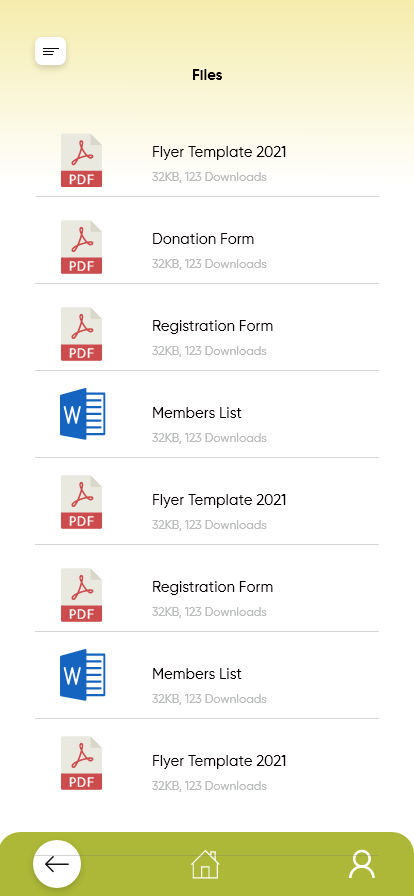 Files
Flyer Template 2021
PDF
32KB, 123 Downloads
Donation Form
PDF
32KB, 123 Downloads
Registration Form
PDF
32KB, 123 Downloads
W
Members List
32KB, 123 Downloads
Flyer Template 2021
PDF
32KB, 123 Downloads
Registration Form
PDF
32KB, 123 Downloads
W
Members List
32KB, 123 Downloads
Flyer Template 2021
PDF
32KB, 123 Downloads